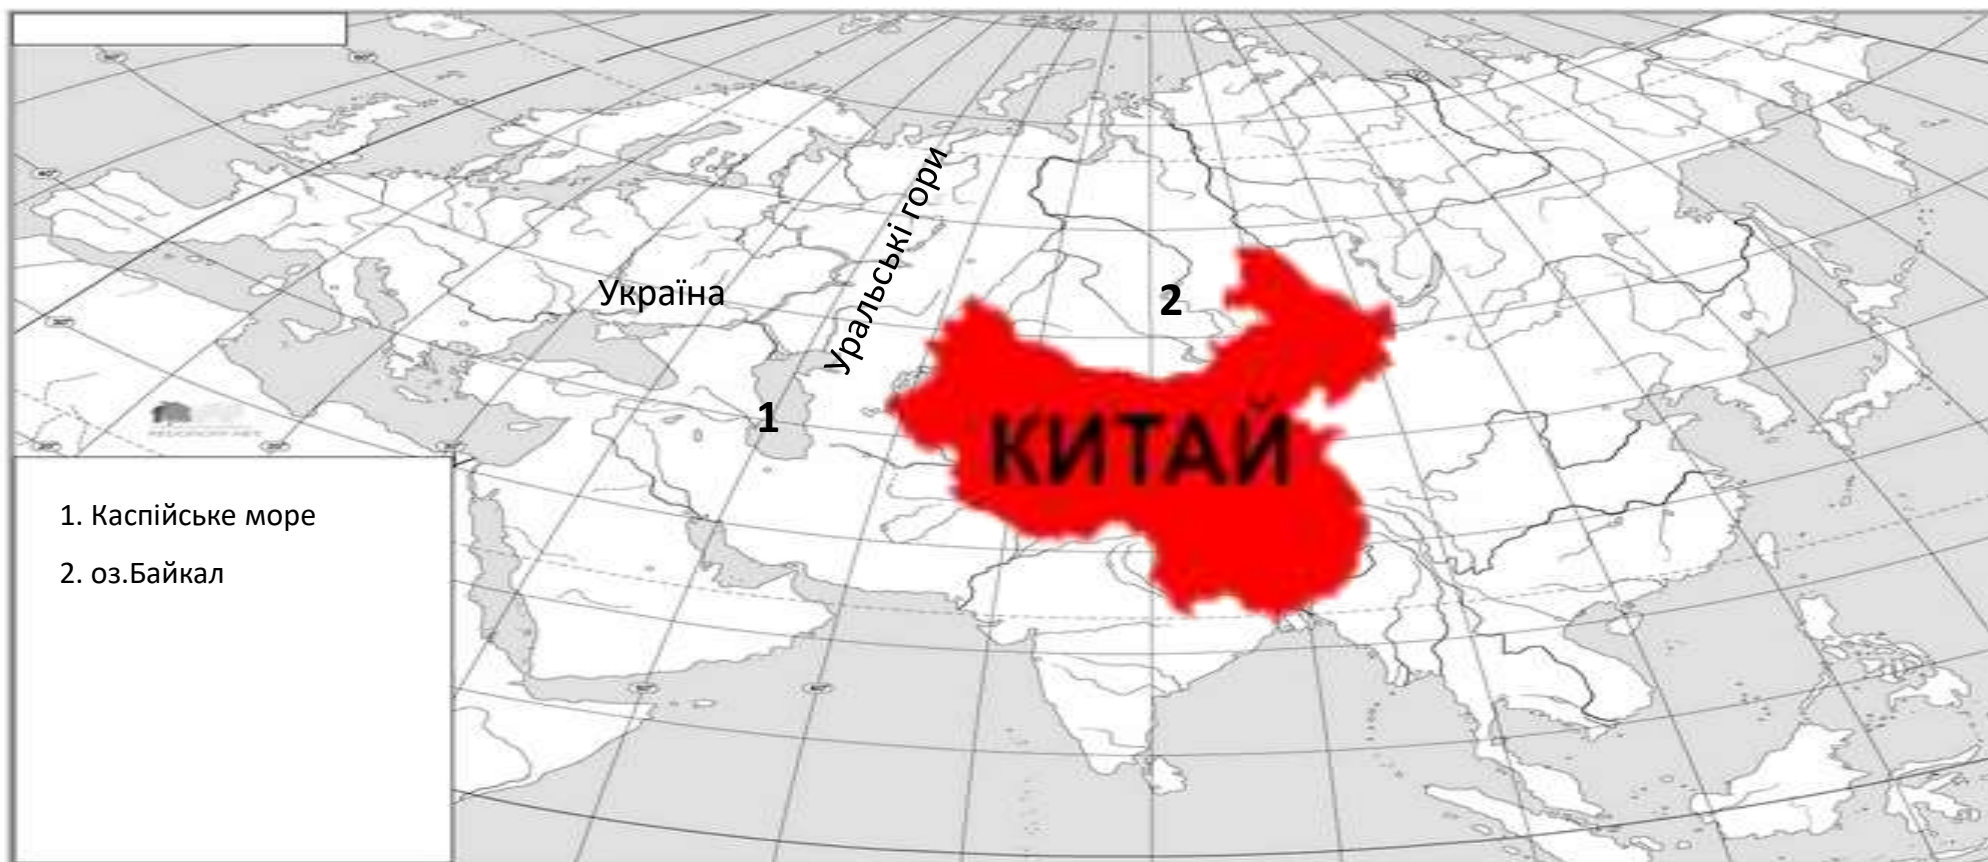 Уральські гори
Україна
2
1
КИТАЙ
1. Каспійське море
2. оз.Байкал